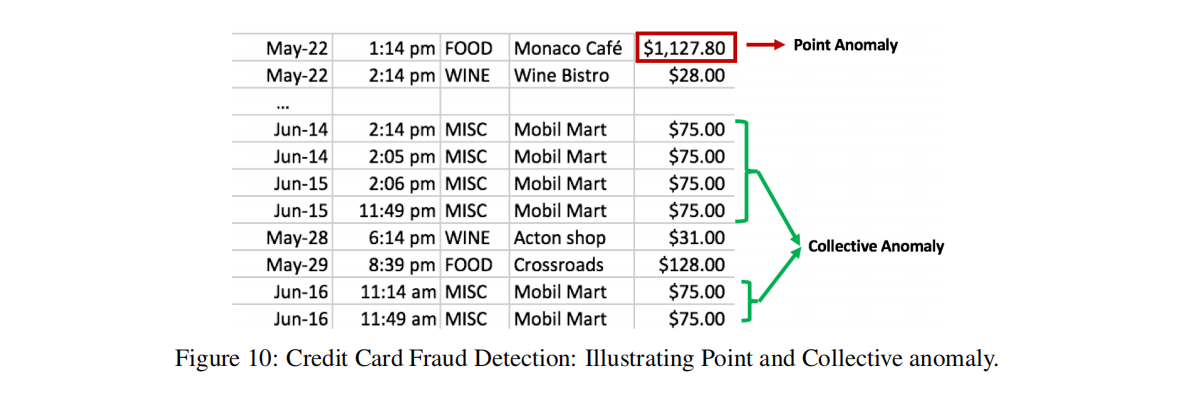 May-22 1:14 pm FOOD Monaco Café $1,127.80 Point Anomaly
May-22 2:14 pm WINE Wine Bistro $28.00
...
Jun-14 2:14 pm MISC Mobil Mart $75.00
Jun-14 2:05 pm MISC Mobil Mart $75.00
Jun-15 2:06 pm MISC Mobil Mart $75.00
Jun-15 11:49 pm MISC Mobil Mart $75.00
May-28 6:14 pm WINE Acton shop $31.00
Collective Anomaly
May-29 8:39 pm FOOD Crossroads $128.00
Jun-16 11:14 am MISC Mobil Mart $75.00
Jun-16 11:49 am MISC Mobil Mart $75.00
Figure 10: Credit Card Fraud Detection: Illustrating Point and Collective anomaly.